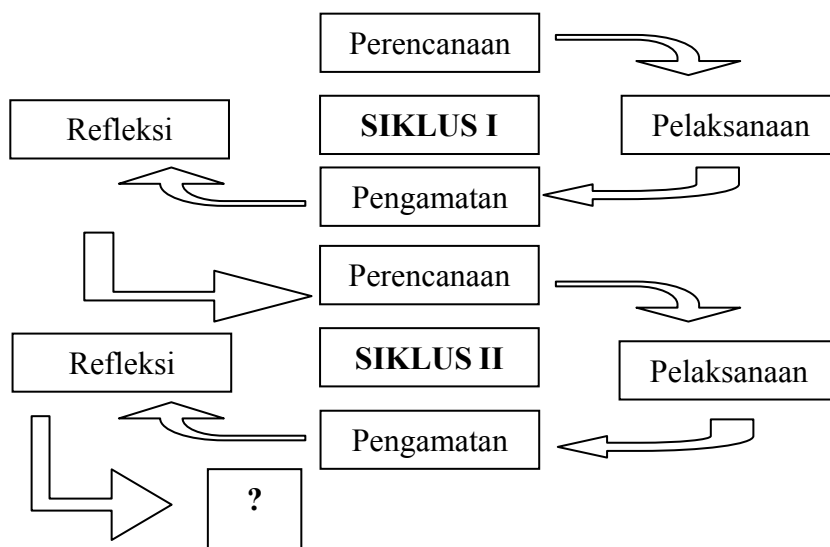 Perencanaan
Refleksi
SIKLUS I
Pelaksanaan
Pengamatan
Perencanaan
Refleksi
SIKLUS II
Pelaksanaan
Pengamatan
?